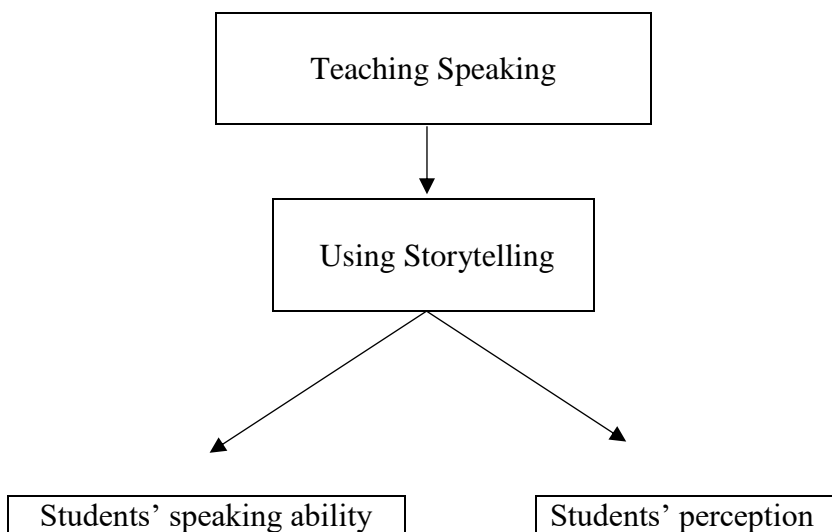 Teaching Speaking
Using Storytelling
Students’ speaking ability
Students’ perception